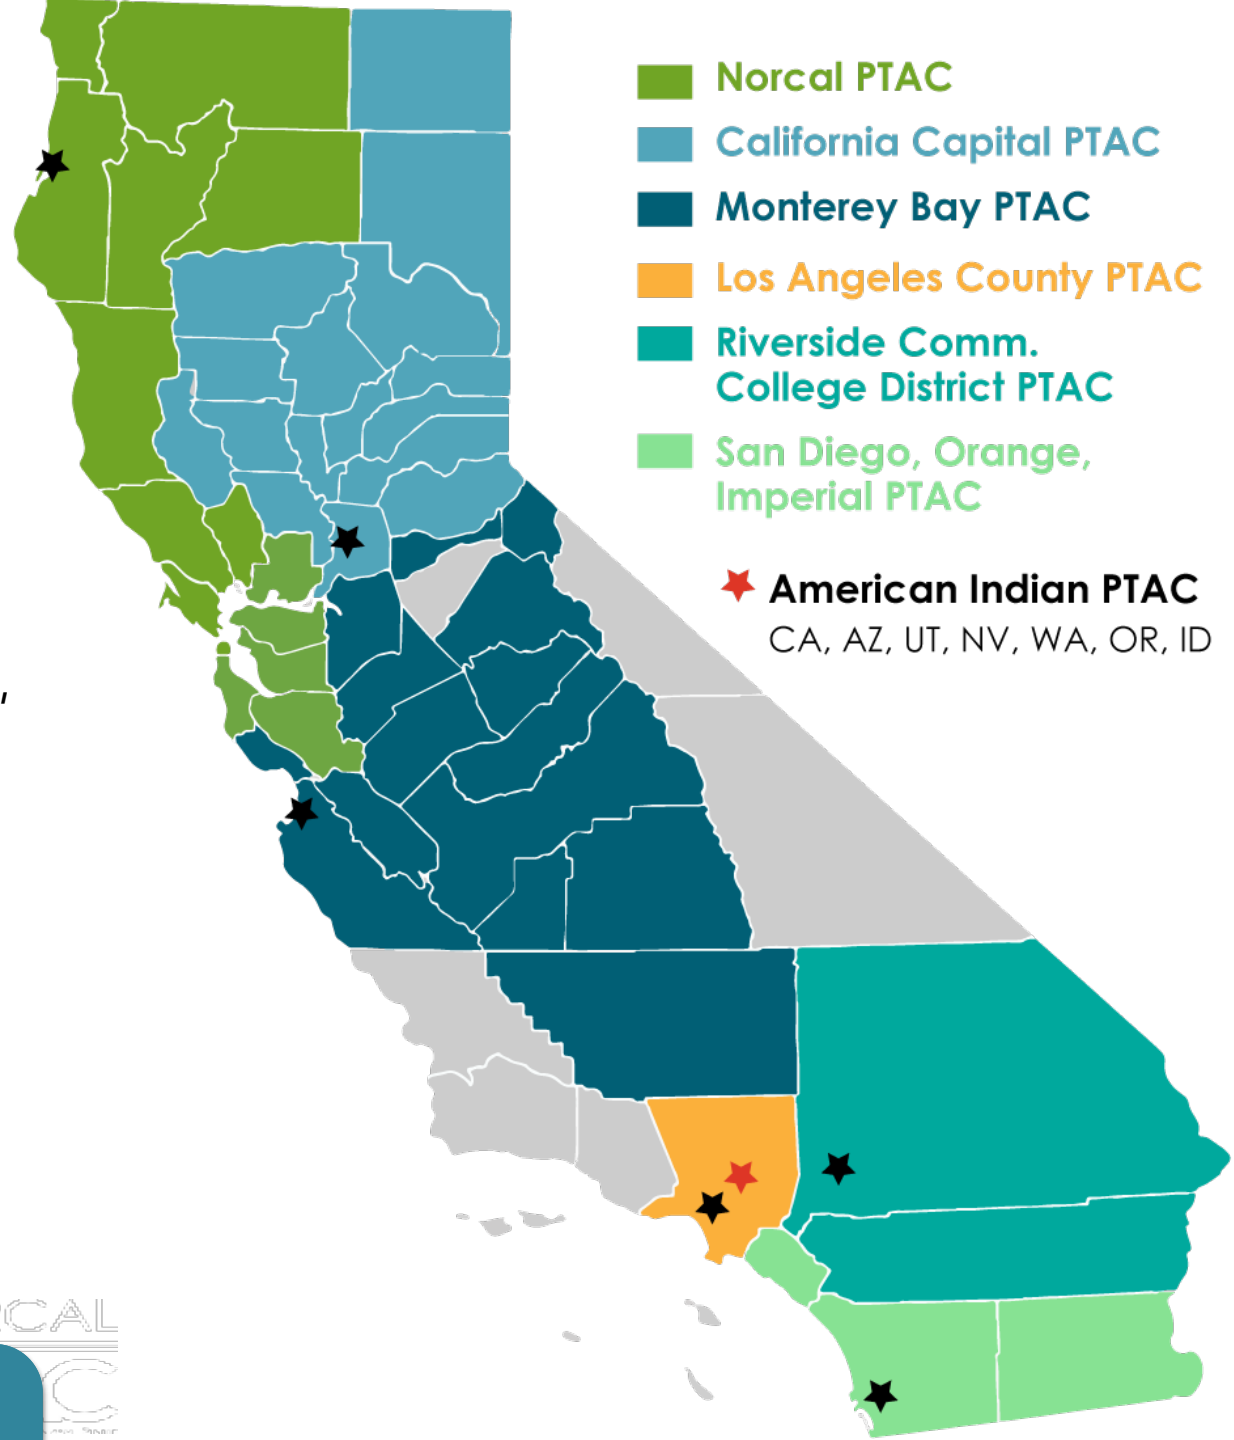 Norcal PTAC
California Capital PTAC
Monterey Bay PTAC
Los Angeles County PTAC
Riverside Comm.
College District PTAC
San Diego, Orange,
Imperial PTAC
American Indian PTAC
CA, AZ, UT, NV, WA, OR, ID